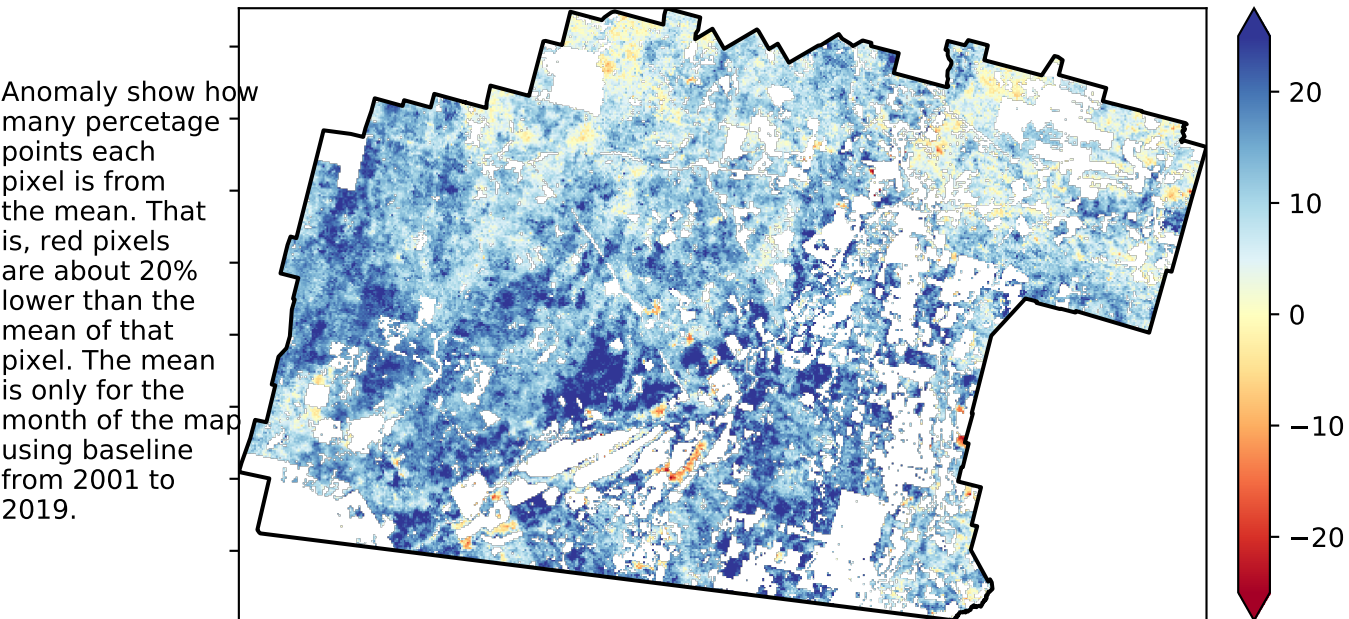 Anomaly show how
many percetage
points each
pixel is from
the mean. That
is, red pixels
are about 20%
lower than the
mean of that
pixel. The mean
is only for the
month of the map
using baseline
from 2001 to
2019.
20
10
0
−10
−20